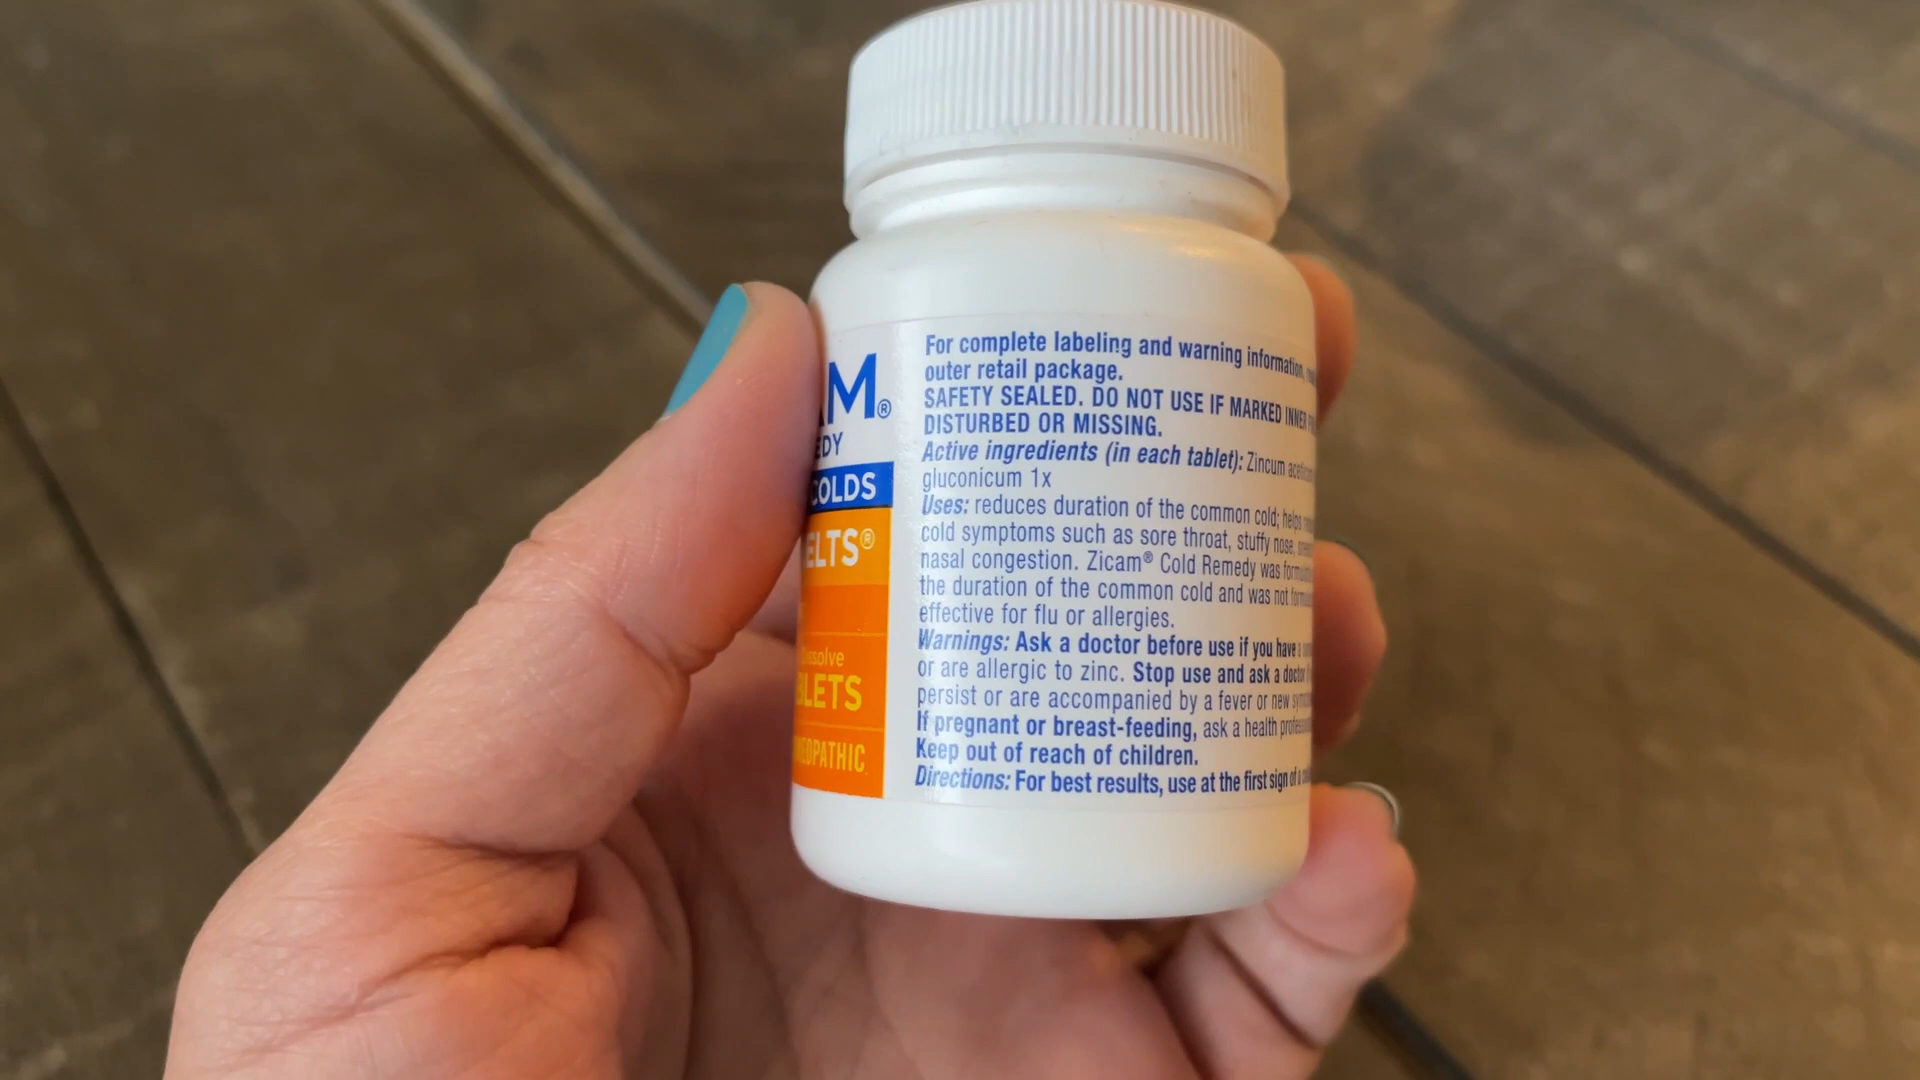 AM®
EDY
COLDS
ELTS®
Dissolve
BLETS
MEOPATHIC
For complete labeling and warning information,
outer retail package.
SAFETY SEALED. DO NOT USE IF MARKED INNER
DISTURBED OR MISSING.
Active ingredients (in each tablet): Zincum
gluconicum 1x
Uses: reduces duration of the common cold; helps
cold symptoms such as sore throat, stuffy nose,
nasal congestion. Zicam® Cold Remedy was
the duration of the common cold and was not
effective for flu or allergies.
Warnings: Ask a doctor before use if you have
or are allergic to zinc. Stop use and ask a doctor
persist or are accompanied by a fever or new
If pregnant or breast-feeding, ask a health
Keep out of reach of children.
Directions: For best results, use at the first sign of a